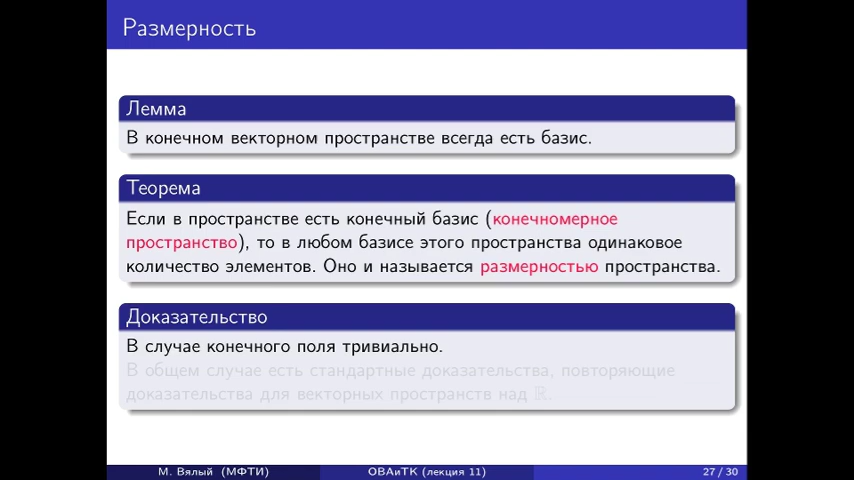 Размерность
Лемма
В конечном векторном пространстве всегда есть базис.
Теорема
Если в пространстве есть конечный базис (конечномерное
пространство), то в любом базисе этого пространства одинаковое
количество элементов. Оно и называется размерностью пространства.
Доказательство
В случае конечного поля тривиально.
В общем случае есть стандартные доказательства, повторяющие
доказательства для векторных пространств над ℝ.
М. Вялый (МФТИ)
ОВАиТК (лекция 11)
27 / 30